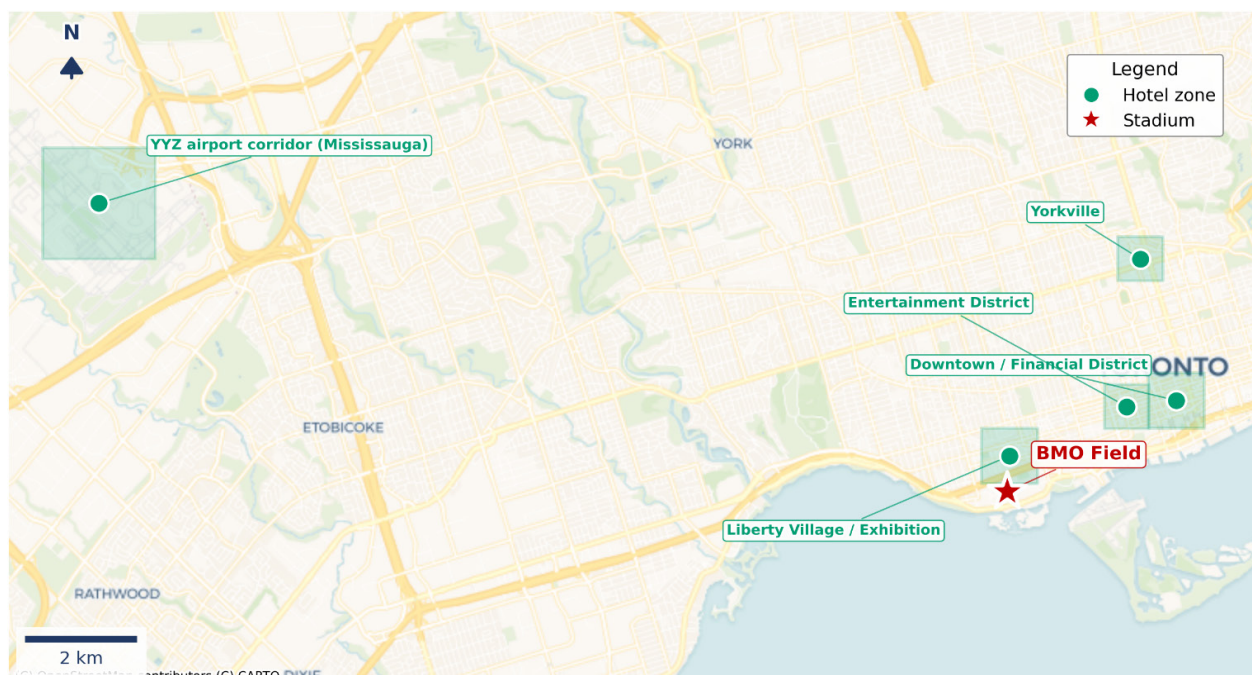 N
Legend
Hotel zone
Stadium
YYZ airport corridor (Mississauga)
YORK
Yorkville
Entertainment District
Downtown / Financial District
ONTO
ETOBICOKE
BMO Field
Liberty Village / Exhibition
RATHWOOD
2 km
contributors (C) CARTO